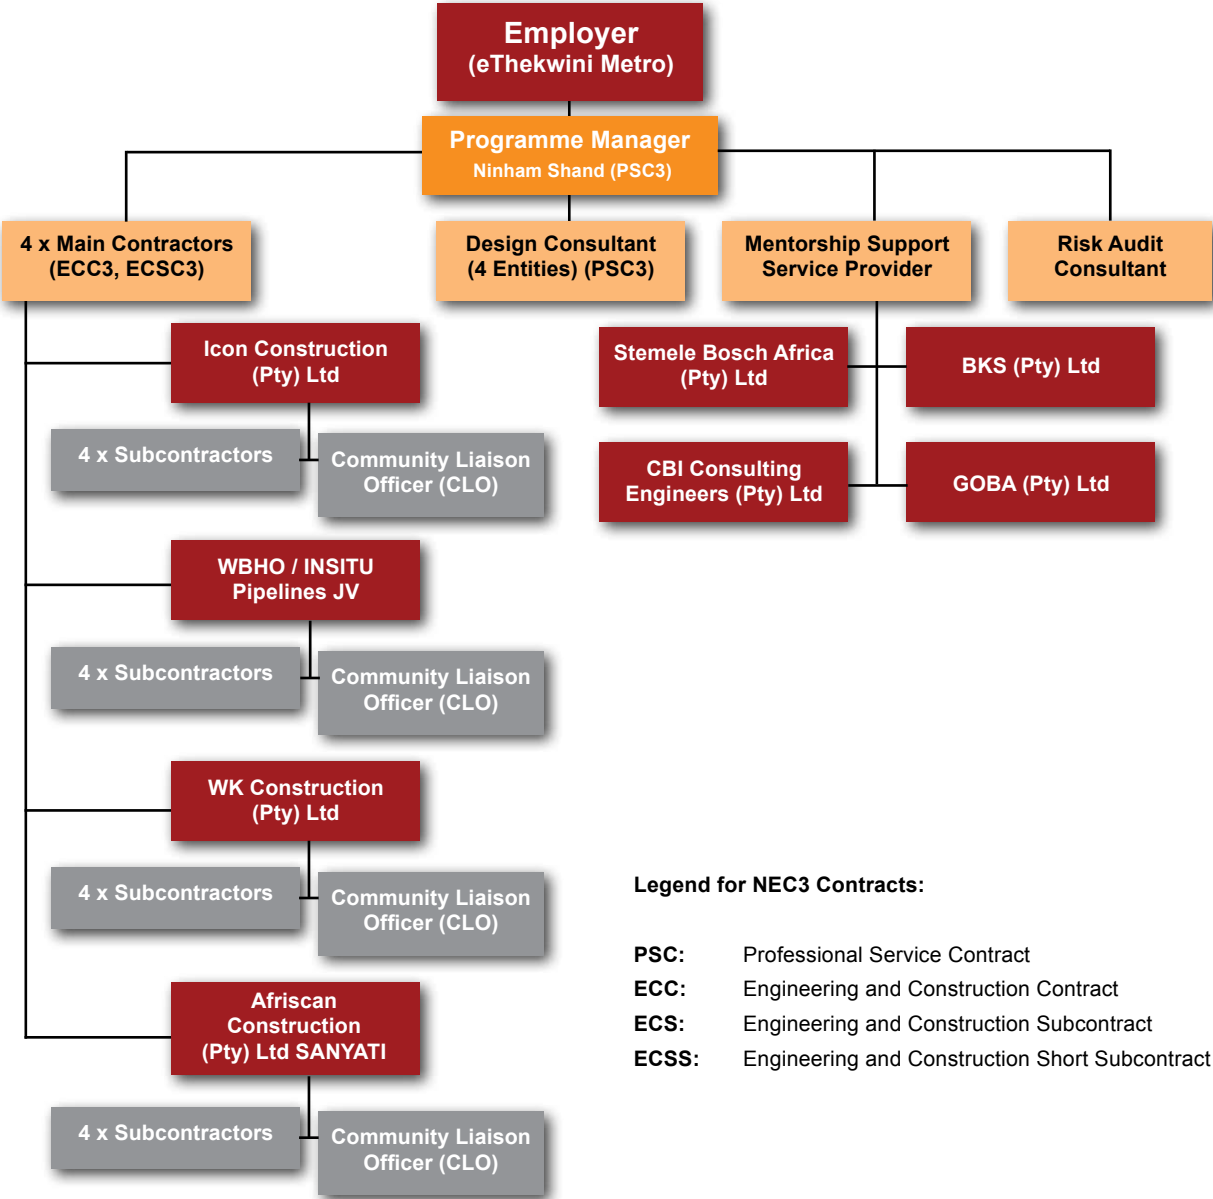 Employer
(eThekwini Metro)
Programme Manager
Ninham Shand (PSC3)
4 x Main Contractors
(ECC3, ECSC3)
Design Consultant
(4 Entities) (PSC3)
Mentorship Support
Service Provider
Risk Audit
Consultant
Icon Construction
(Pty) Ltd
4 x Subcontractors
Community Liaison
Officer (CLO)
WBHO / INSITU
Pipelines JV
4 x Subcontractors
Community Liaison
Officer (CLO)
WK Construction
(Pty) Ltd
4 x Subcontractors
Community Liaison
Officer (CLO)
Afriscan
Construction
(Pty) Ltd SANYATI
4 x Subcontractors
Community Liaison
Officer (CLO)
Stemele Bosch Africa
(Pty) Ltd
BKS (Pty) Ltd
CBI Consulting
Engineers (Pty) Ltd
GOBA (Pty) Ltd
Legend for NEC3 Contracts:
PSC: Professional Service Contract
ECC: Engineering and Construction Contract
ECS: Engineering and Construction Subcontract
ECSS: Engineering and Construction Short Subcontract